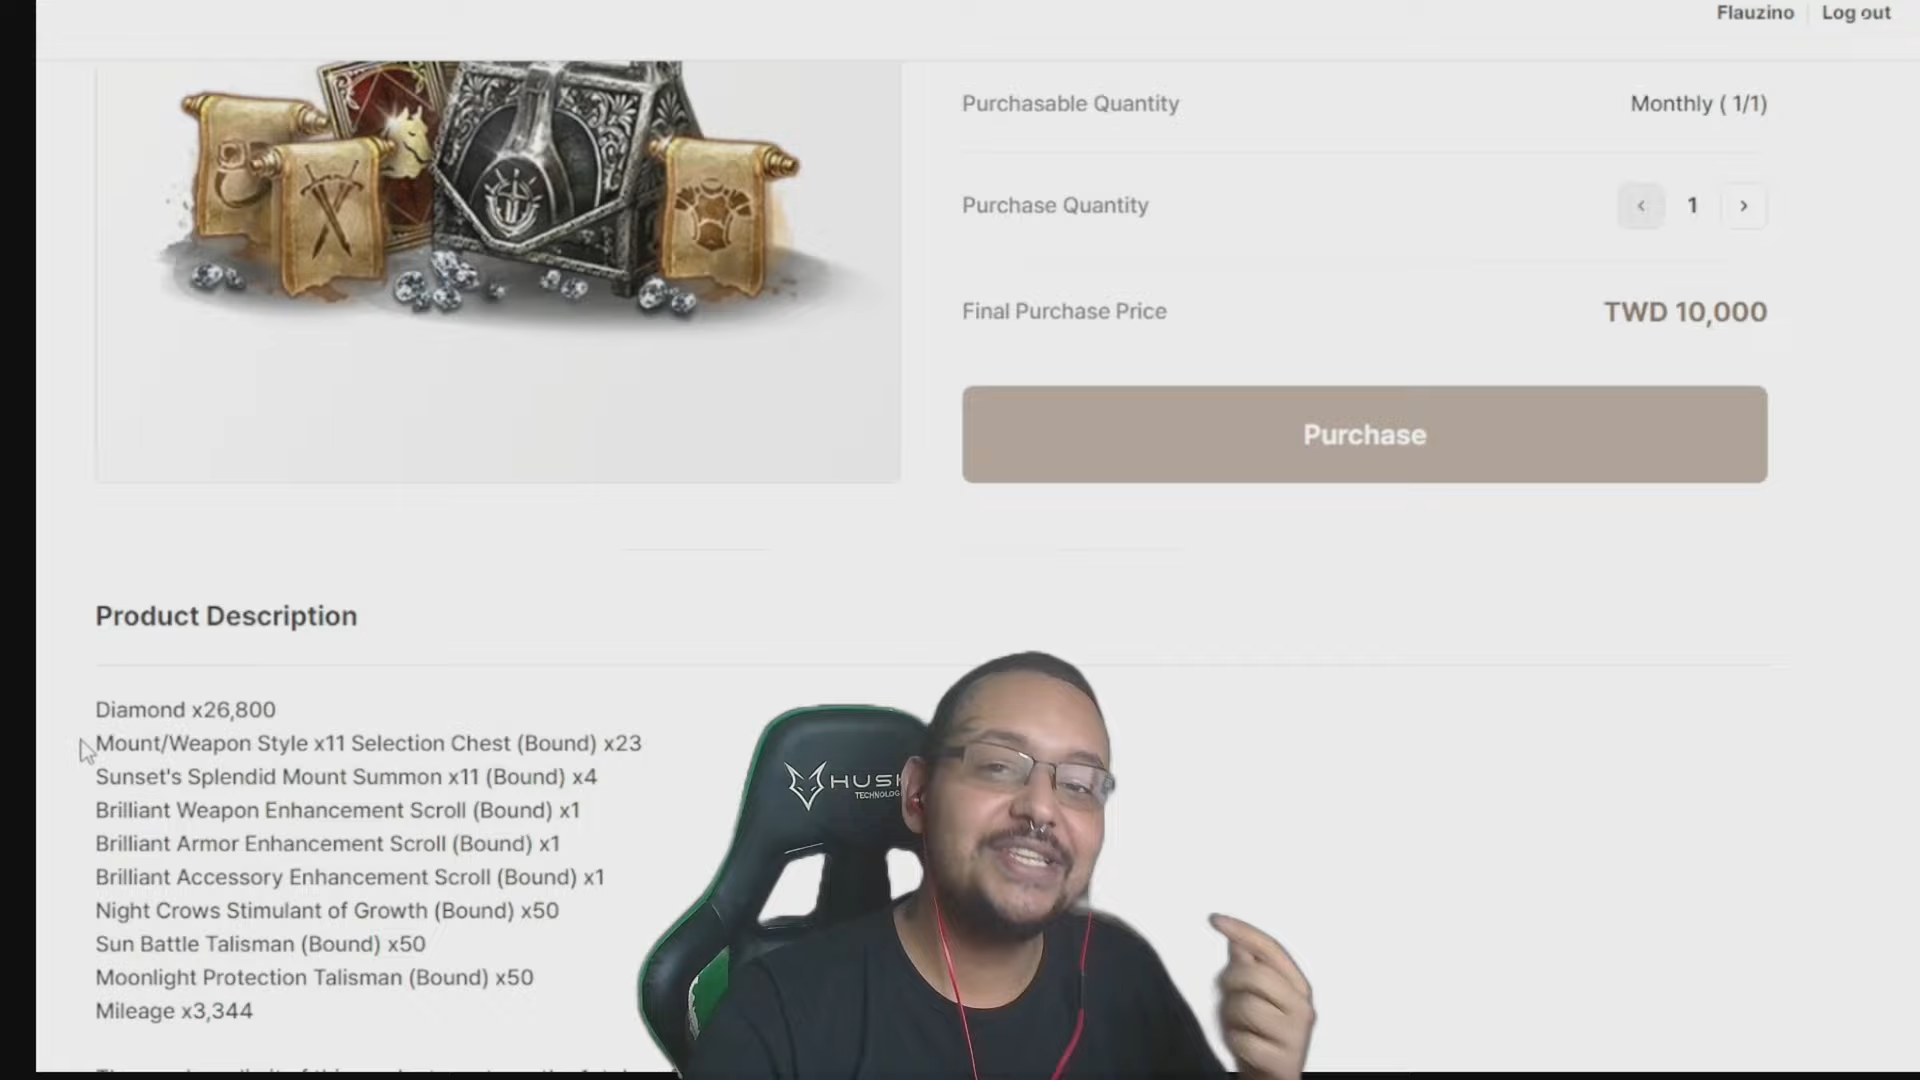 Flauzino
Log out
Purchasable Quantity
Monthly ( 1/1)
Purchase Quantity
1
Final Purchase Price
TWD 10,000
Purchase
Product Description
Diamond x26,800
Mount/Weapon Style x11 Selection Chest (Bound) x23
Sunset's Splendid Mount Summon x11 (Bound) x4
Brilliant Weapon Enhancement Scroll (Bound) x1
Brilliant Armor Enhancement Scroll (Bound) x1
Brilliant Accessory Enhancement Scroll (Bound) x1
Night Crows Stimulant of Growth (Bound) x50
Sun Battle Talisman (Bound) x50
Moonlight Protection Talisman (Bound) x50
Mileage x3,344